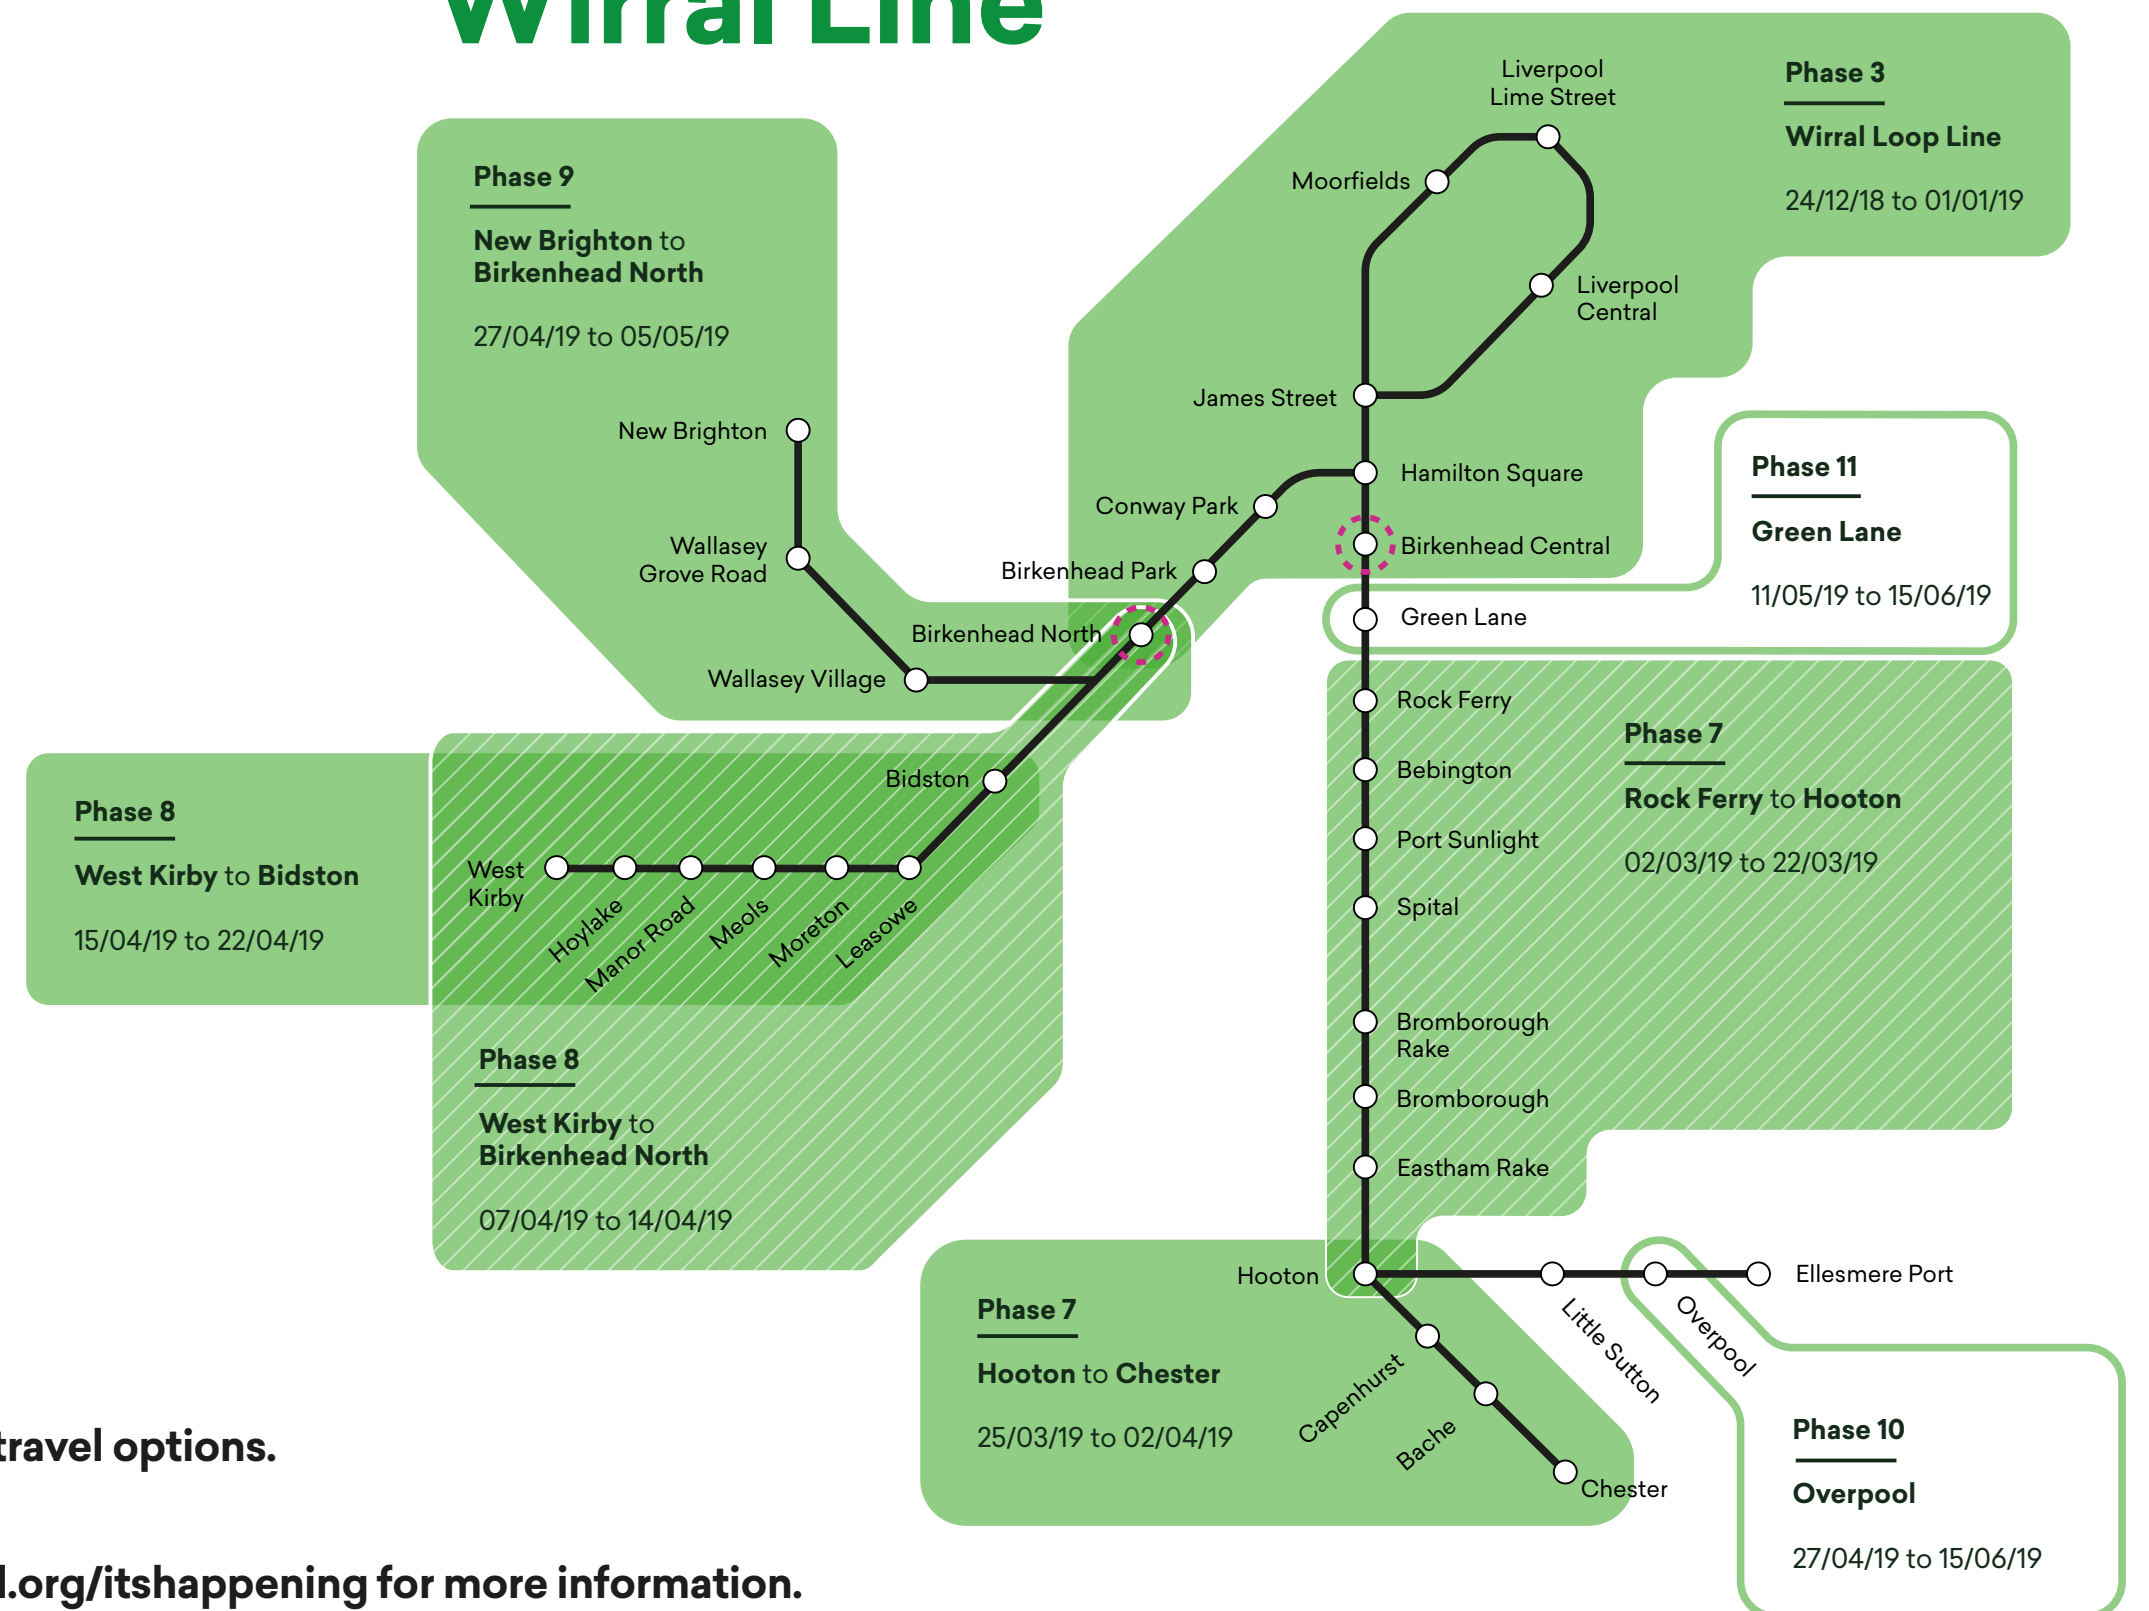 Wirral Line
Phase 3
Wirral Loop Line
24/12/18 to 01/01/19
Liverpool
Lime Street
Moorfields
Liverpool
Central
James Street
Hamilton Square
Conway Park
Birkenhead Central
Birkenhead Park
Birkenhead North
Phase 9
New Brighton to
Birkenhead North
27/04/19 to 05/05/19
New Brighton
Wallasey
Grove Road
Wallasey Village
Phase 11
Green Lane
11/05/19 to 15/06/19
Green Lane
Rock Ferry
Bebington
Port Sunlight
Spital
Bromborough
Rake
Bromborough
Eastham Rake
Phase 7
Rock Ferry to Hooton
02/03/19 to 22/03/19
Phase 8
West Kirby to Bidston
15/04/19 to 22/04/19
Bidston
West
Kirby
Hoylake
Manor Road
Meols
Moreton
Leasowe
Phase 8
West Kirby to
Birkenhead North
07/04/19 to 14/04/19
Hooton
Little Sutton
Overpool
Ellesmere Port
Phase 7
Hooton to Chester
25/03/19 to 02/04/19
Capenhurst
Bache
Chester
Phase 10
Overpool
27/04/19 to 15/06/19
travel options.
l.org/itshappening for more information.